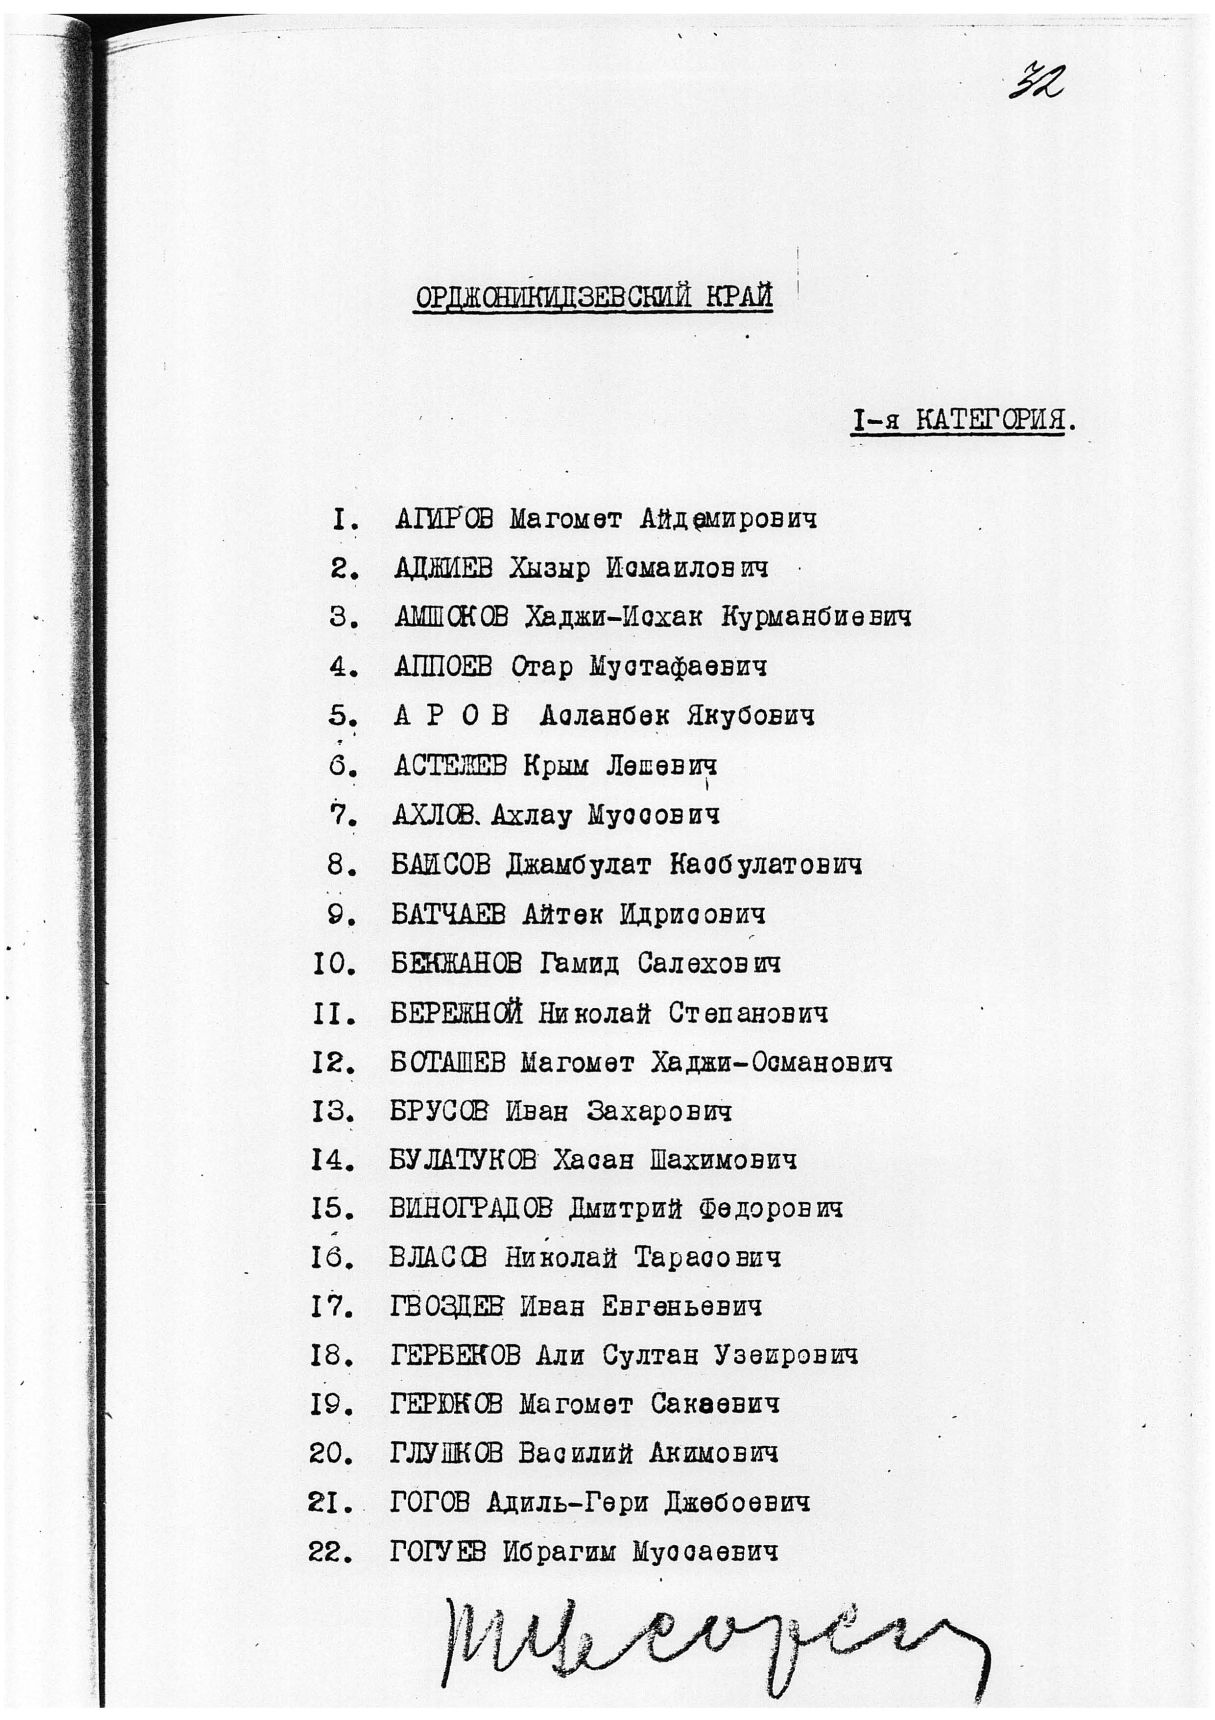 32
ОРДЖОНИКИДЗЕВСКИЙ КРАЙ
I-я КАТЕГОРИЯ.
I. АГИРОВ Магомет Айдемирович
2. АДЖИЕВ Хызыр Исмаилович
3. АМШОКОВ Хаджи-Исхак Курманбиевич
4. АППОЕВ Отар Мустафаевич
5. А Р О В Асланбек Якубович
6. АСТЕЖЕВ Крым Лешевич
7. АХЛОВ. Ахлау Муссович
8. БАИСОВ Джамбулат Касбулатович
9. БАТЧАЕВ Айтек Идрисович
I0. БЕКЖАНОВ Гамид Салехович
II. БЕРЕЖНОЙ Николай Степанович
I2. БОТАШЕВ Магомет Хаджи-Османович
I3. БРУСОВ Иван Захарович
I4. БУЛАТУКОВ Хасан Шахимович
I5. ВИНОГРАДОВ Дмитрий Федорович
I6. ВЛАСОВ Николай Тарасович
I7. ГВОЗДЕВ Иван Евгеньевич
I8. ГЕРБЕКОВ Али Султан Узеирович
I9. ГЕРЮКОВ Магомет Сакаевич
20. ГЛУШКОВ Василий Акимович
2I. ГОГОВ Адиль-Гери Джебоевич
22. ГОГУЕВ Ибрагим Муссаевич